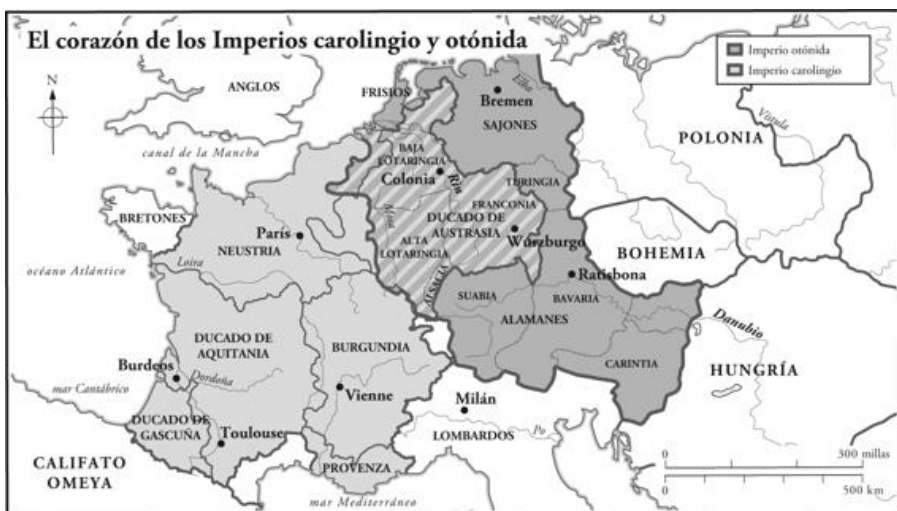 El corazón de los Imperios carolingio y otónida
Imperio otónida
Imperio carolingio
N
ANGLOS
FRISIOS
Elba
Bremen
SAJONES
POLONIA
Vístula
canal de la Mancha
BAJA
LOTARINGIA
Colonia
Rin
TURINGIA
BRETONES
París
NEUSTRIA
Mosa
FRANCONIA
DUCADO DE
AUSTRASIA
Wurzburgo
ALTA
LOTARINGIA
BOHEMIA
océano Atlántico
Loira
ALSACIA
Ratisbona
SUABIA
BAVARIA
ALAMANES
Danubio
DUCADO DE
AQUITANIA
BURGUNDIA
CARINTIA
HUNGRÍA
Burdeos
Dordoña
mar Cantábrico
Vienne
Milán
DUCADO DE
GASCUÑA
Toulouse
Po
LOMBARDOS
PROVENZA
CALIFATO
OMEYA
mar Mediterráneo
0 300 millas
0 500 km